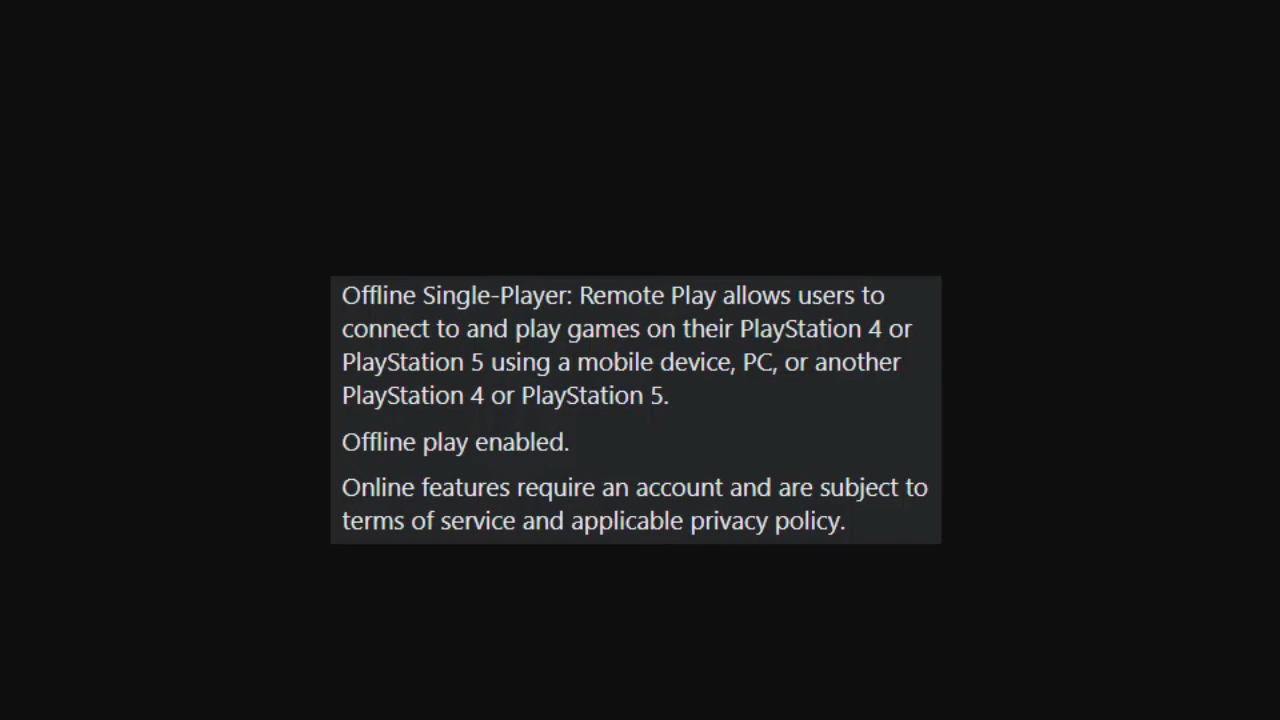 Offline Single-Player: Remote Play allows users to
connect to and play games on their PlayStation 4 or
PlayStation 5 using a mobile device, PC, or another
PlayStation 4 or PlayStation 5.
Offline play enabled.
Online features require an account and are subject to
terms of service and applicable privacy policy.